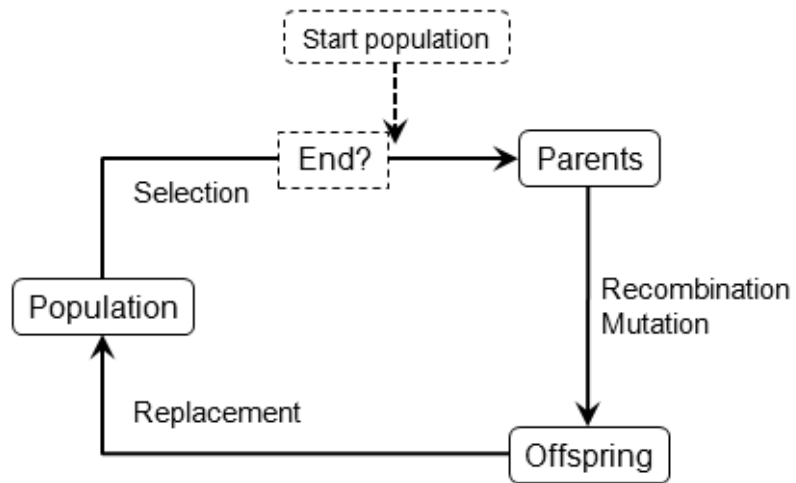 Start population
End?
Parents
Selection
Population
Recombination
Mutation
Replacement
Offspring